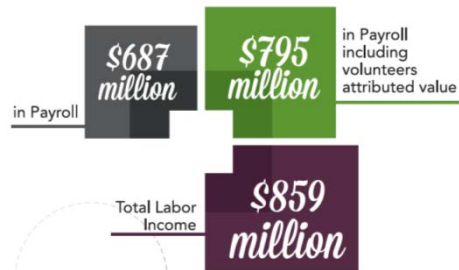 $687
million
in Payroll
$795
million
in Payroll
including
volunteers
attributed value
$859
million
Total Labor
Income